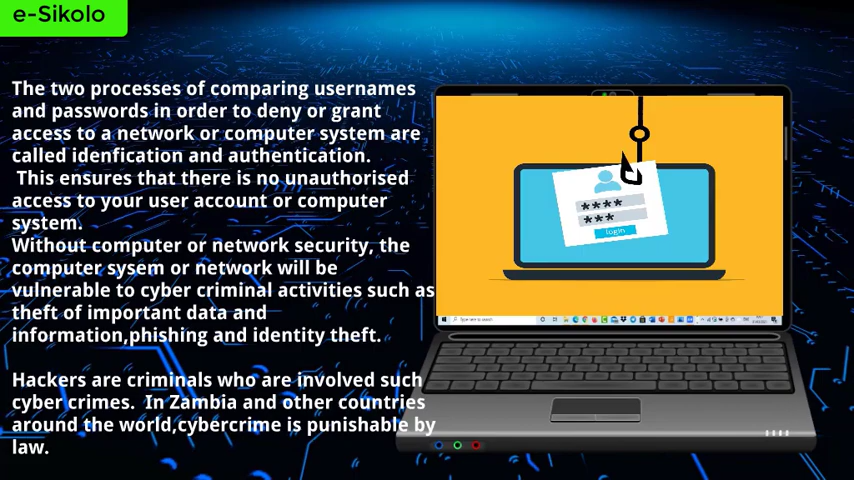 e-Sikolo
The two processes of comparing usernames
and passwords in order to deny or grant
access to a network or computer system are
called idenfication and authentication.
This ensures that there is no unauthorised
access to your user account or computer
system.
Without computer or network security, the
computer sysem or network will be
vulnerable to cyber criminal activities such as
theft of important data and
information,phishing and identity theft.
Hackers are criminals who are involved such
cyber crimes. In Zambia and other countries
around the world,cybercrime is punishable by
law.
****
***
login
Type here to search